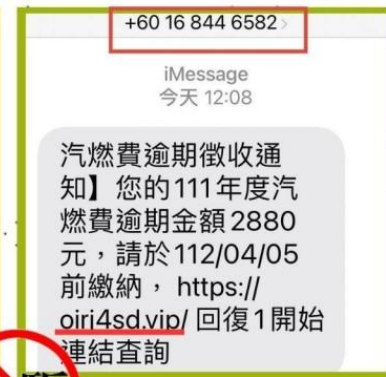 +60 16 844 6582
iMessage
今天 12:08
汽燃費逾期徵收通
知】您的111年度汽
燃費逾期金額2880
元，請於112/04/05
前繳納， https://
oiri4sd.vip/ 回復1開始
連結查詢